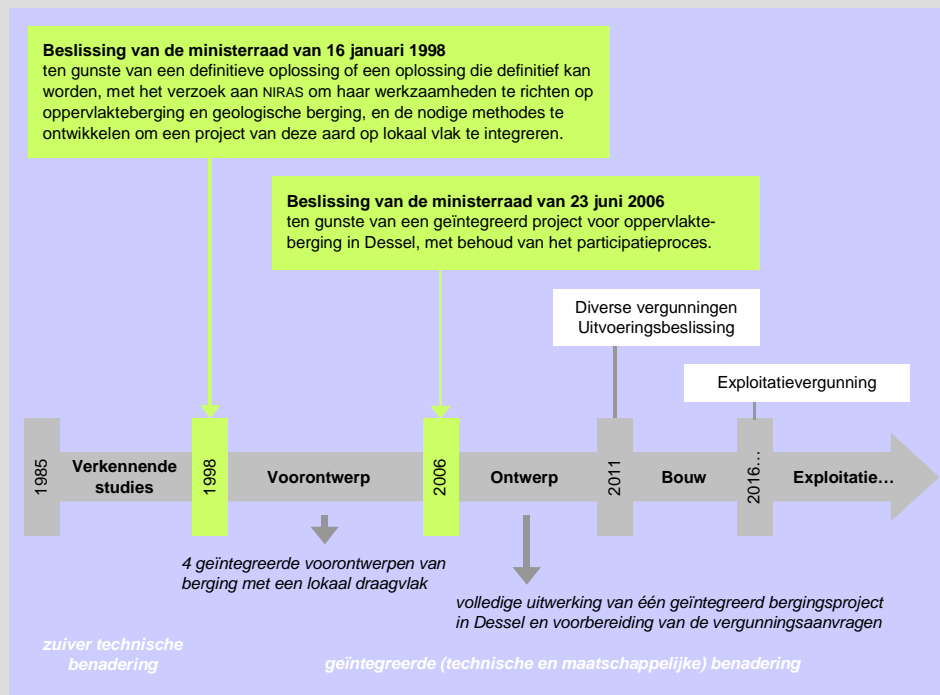 Beslissing van de ministerraad van 16 januari 1998
ten gunste van een definitieve oplossing of een oplossing die definitief kan
worden, met het verzoek aan NIRAS om haar werkzaamheden te richten op
oppervlakteberging en geologische berging, en de nodige methodes te
ontwikkelen om een project van deze aard op lokaal vlak te integreren.
Beslissing van de ministerraad van 23 juni 2006
ten gunste van een geïntegreerd project voor oppervlakte-
berging in Dessel, met behoud van het participatieproces.
Diverse vergunningen
Uitvoeringsbeslissing
Exploitatievergunning
1985
Verkennende
studies
1998
Voorontwerp
2006
Ontwerp
2011
Bouw
2016...
Exploitatie...
4 geïntegreerde voorontwerpen van
berging met een lokaal draagvlak
volledige uitwerking van één geïntegreerd bergingsproject
in Dessel en voorbereiding van de vergunningsaanvragen
zuiver technische
benadering
geïntegreerde (technische en maatschappelijke) benadering